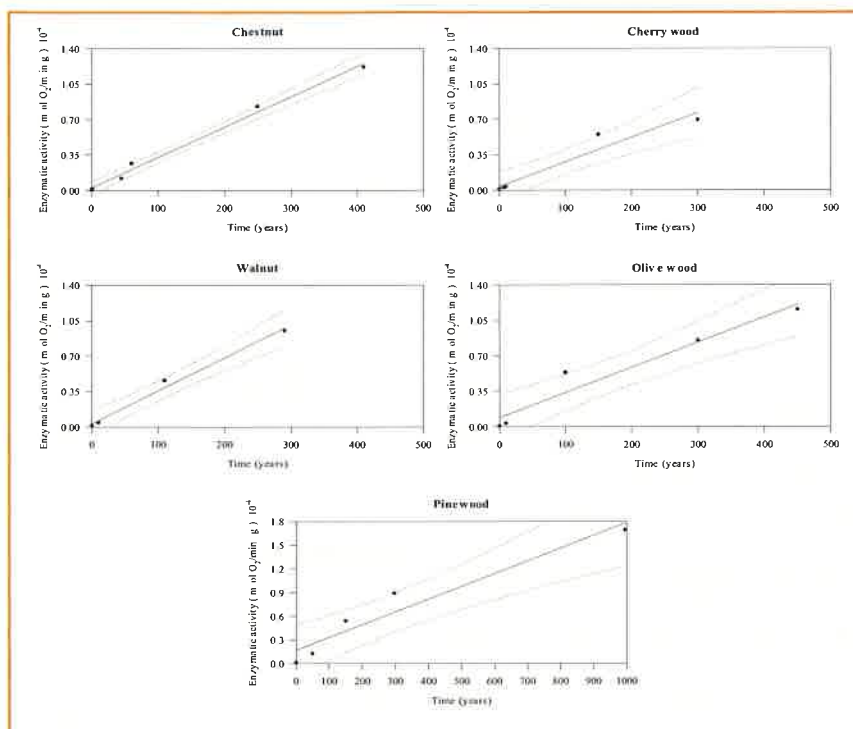 Chestnut
Enzymatic activity ( m ol O2/min g ) 10-4
1.40
1.05
0.70
0.35
0.00
0 100 200 300 400 500
Time (years)
Cherry wood
Enzymatic activity ( m ol O2/min g ) 10-4
1.40
1.05
0.70
0.35
0.00
0 100 200 300 400 500
Time (years)
Walnut
Enzymatic activity ( m ol O2/min g ) 10-4
1.40
1.05
0.70
0.35
0.00
0 100 200 300 400 500
Time (years)
Olive wood
Enzymatic activity ( m ol O2/min g ) 10-4
1.40
1.05
0.70
0.35
0.00
0 100 200 300 400 500
Time (years)
Pinewood
Enzymatic activity ( m ol O2/min g ) 10-4
1.8
1.5
1.2
0.9
0.6
0.3
0.0
0 100 200 300 400 500 600 700 800 900 1000
Time (years)